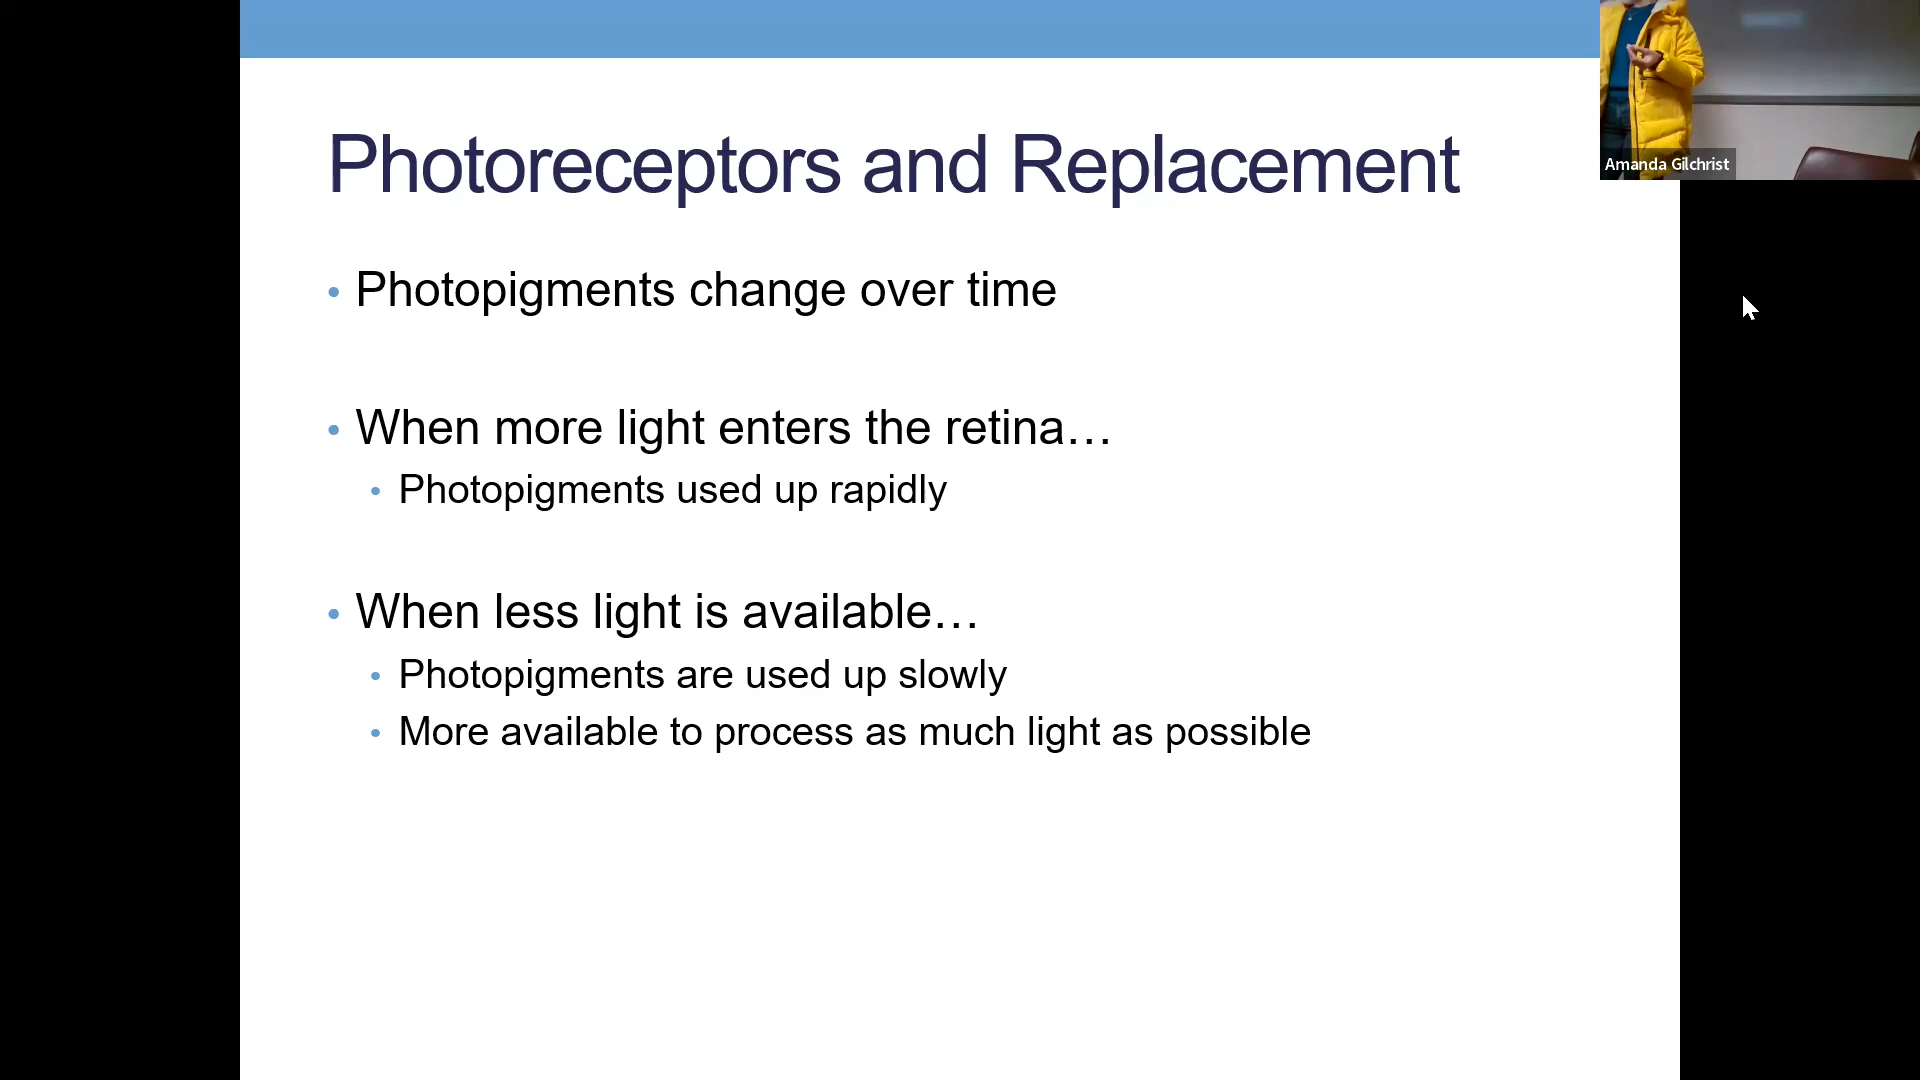 Photoreceptors and Replacement
• Photopigments change over time
• When more light enters the retina…
• Photopigments used up rapidly
• When less light is available…
• Photopigments are used up slowly
• More available to process as much light as possible
Amanda Gilchrist